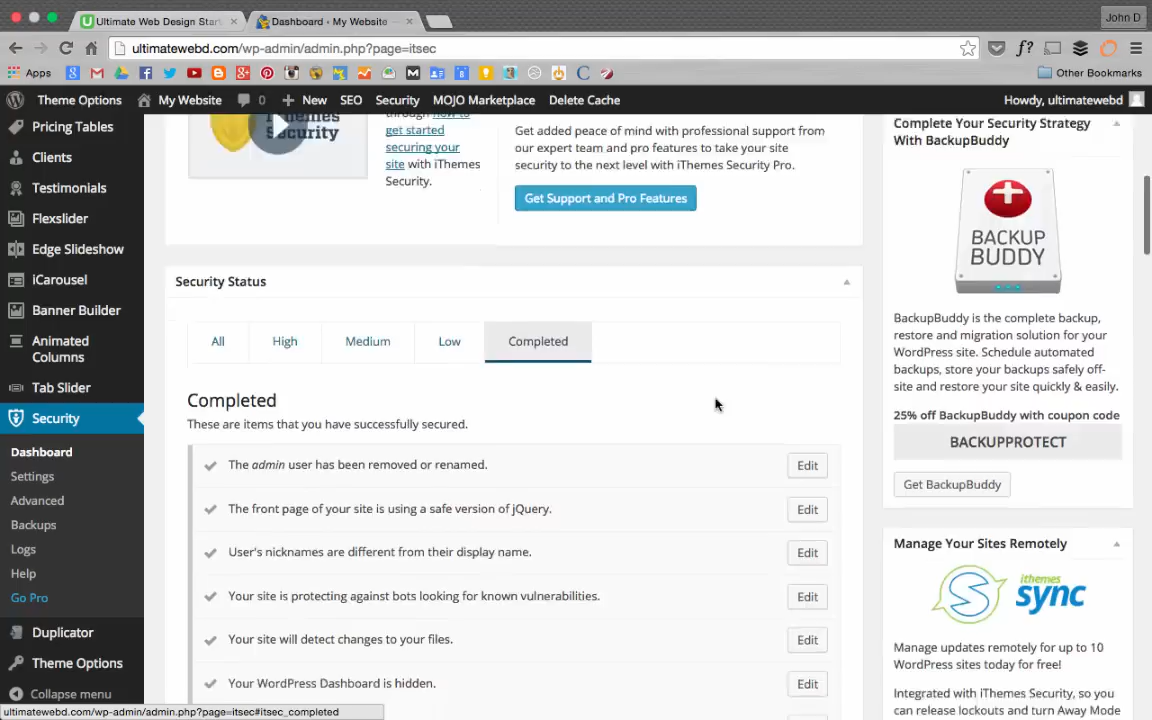 Ultimate Web Design Star
Dashboard ‹ My Website
John D
ultimatewebd.com/wp-admin/admin.php?page=itsec
Apps
Other Bookmarks
Theme Options
My Website
0
New
SEO
Security
MOJO Marketplace
Delete Cache
Howdy, ultimatewebd
Pricing Tables
Clients
Testimonials
Flexslider
Edge Slideshow
iCarousel
Banner Builder
Animated
Columns
Tab Slider
Security
Dashboard
Settings
Advanced
Backups
Logs
Help
Go Pro
Duplicator
Theme Options
Collapse menu
Security
through how to
get started
securing your
site with iThemes
Security.
Get added peace of mind with professional support from
our expert team and pro features to take your site
security to the next level with iThemes Security Pro.
Get Support and Pro Features
Security Status
All
High
Medium
Low
Completed
Completed
These are items that you have successfully secured.
The admin user has been removed or renamed.
Edit
The front page of your site is using a safe version of jQuery.
Edit
User's nicknames are different from their display name.
Edit
Your site is protecting against bots looking for known vulnerabilities.
Edit
Your site will detect changes to your files.
Edit
Your WordPress Dashboard is hidden.
Edit
Complete Your Security Strategy
With BackupBuddy
BACKUP
BUDDY
BackupBuddy is the complete backup,
restore and migration solution for your
WordPress site. Schedule automated
backups, store your backups safely off-
site and restore your site quickly & easily.
25% off BackupBuddy with coupon code
BACKUPPROTECT
Get BackupBuddy
Manage Your Sites Remotely
ithemes
sync
Manage updates remotely for up to 10
WordPress sites today for free!
Integrated with iThemes Security, so you
can release lockouts and turn Away Mode
ultimatewebd.com/wp-admin/admin.php?page=itsec#itsec_completed